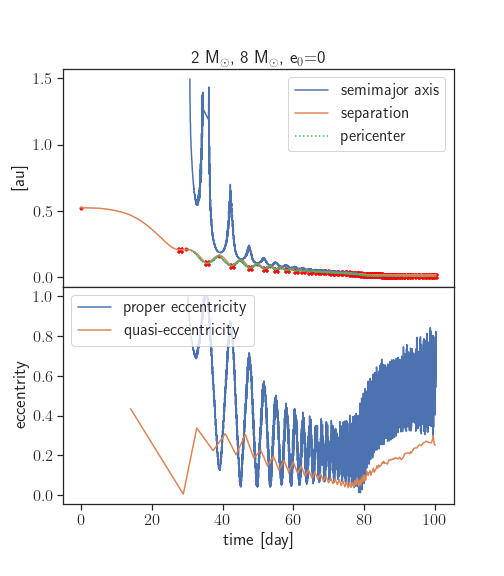 2 M☉, 8 M☉, e₀=0
1.5
1.0
0.5
0.0
[au]
semimajor axis
separation
pericenter
1.0
0.8
0.6
0.4
0.2
0.0
eccentrity
proper eccentricity
quasi-eccentricity
0 20 40 60 80 100
time [day]